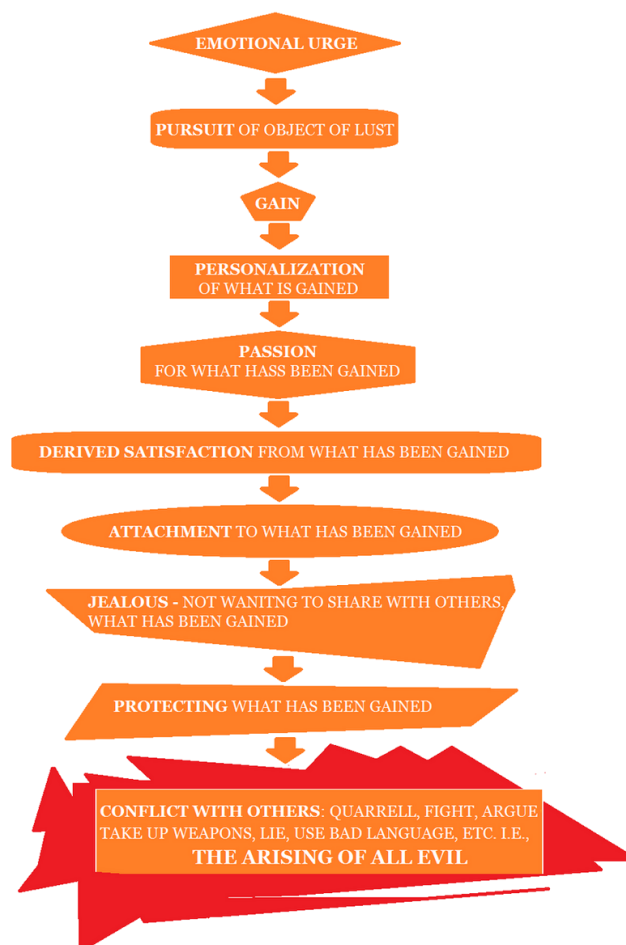 EMOTIONAL URGE
PURSUIT OF OBJECT OF LUST
GAIN
PERSONALIZATION
OF WHAT IS GAINED
PASSION
FOR WHAT HASS BEEN GAINED
DERIVED SATISFACTION FROM WHAT HAS BEEN GAINED
ATTACHMENT TO WHAT HAS BEEN GAINED
JEALOUS - NOT WANITNG TO SHARE WITH OTHERS,
WHAT HAS BEEN GAINED
PROTECTING WHAT HAS BEEN GAINED
CONFLICT WITH OTHERS: QUARRELL, FIGHT, ARGUE
TAKE UP WEAPONS, LIE, USE BAD LANGUAGE, ETC. I.E.,
THE ARISING OF ALL EVIL